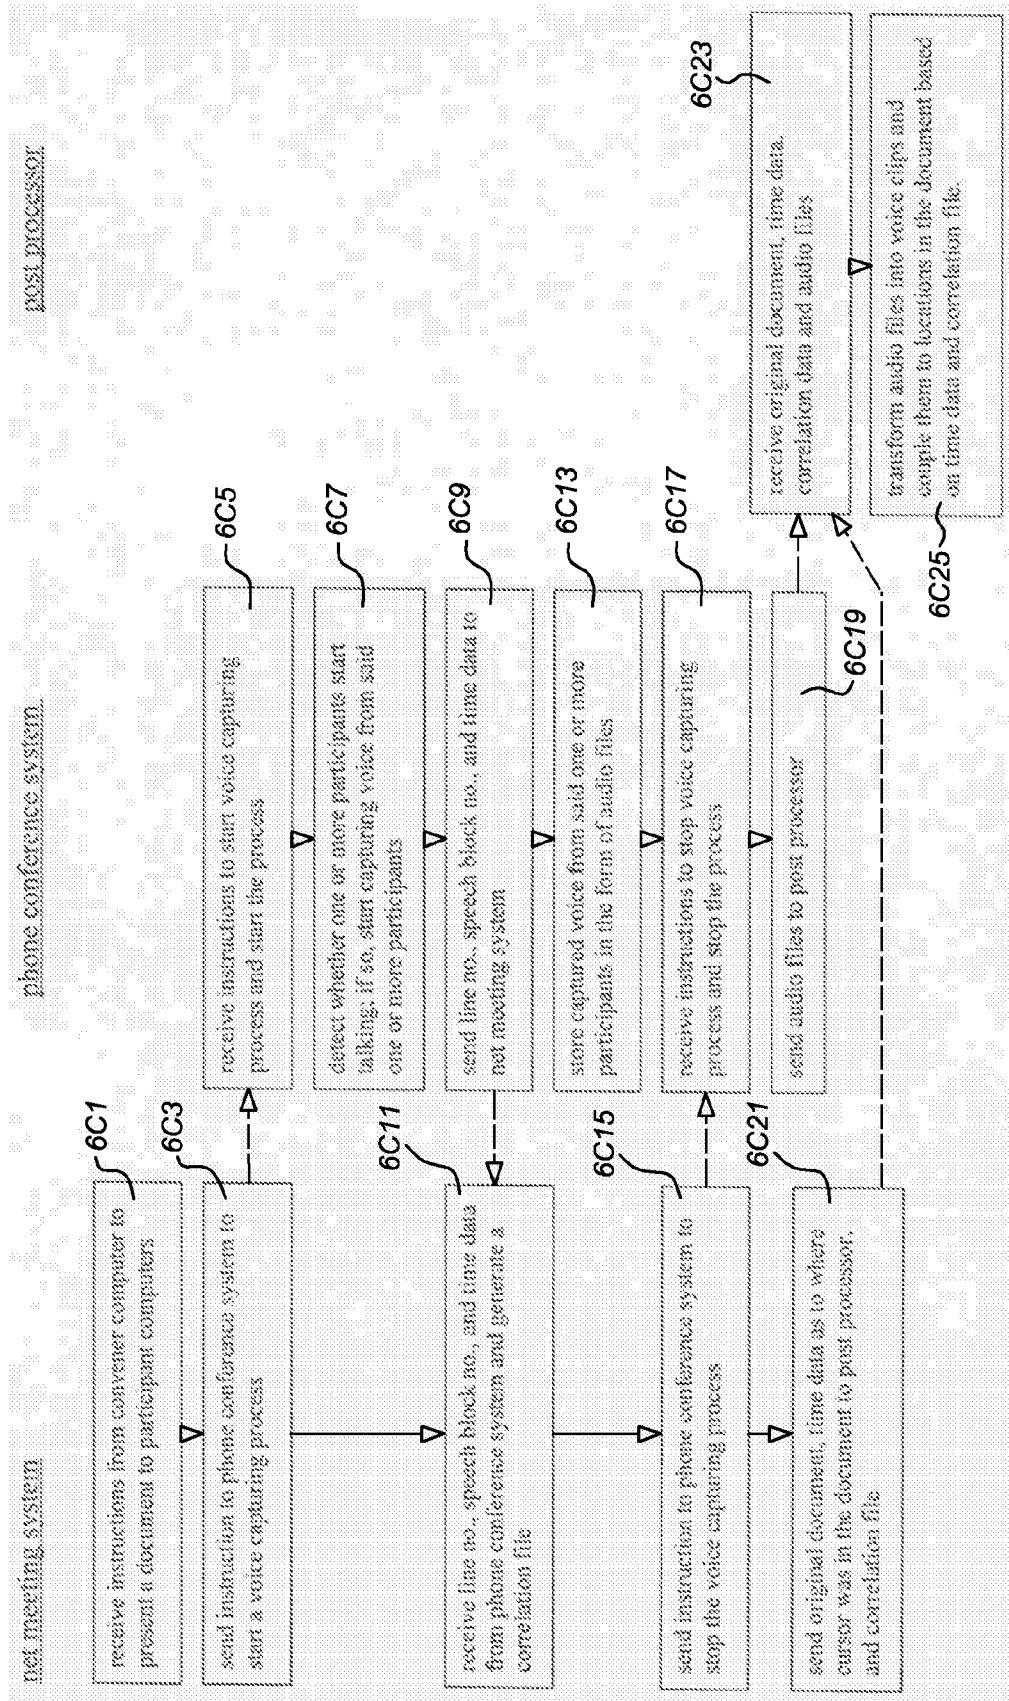 net meeting system
6C1
receive instructions from convener computer to
present a document to participant computers
6C3
send instruction to phone conference system to
start a voice capturing process
6C11
receive line no., speech block no., and time data
from phone conference system and generate a
correlation file
6C15
send instruction to phone conference system to
stop the voice capturing process
6C21
send original document, time data as to where
cursor was in the document to post processor,
and correlation file
phone conference system
6C5
receive instructions to start voice capturing
process and start the process
6C7
detect whether one or more participants start
talking; if so, start capturing voice from said
one or more participants
6C9
send line no., speech block no., and time data to
net meeting system
6C13
store captured voice from said one or more
participants in the form of audio files
6C17
receive instructions to stop voice capturing
process and stop the process
send audio files to post processor
6C19
post processor
6C23
receive original document, time data,
correlation data and audio files
transform audio files into voice clips and
couple them to locations in the document based
on time data and correlation file.
6C25